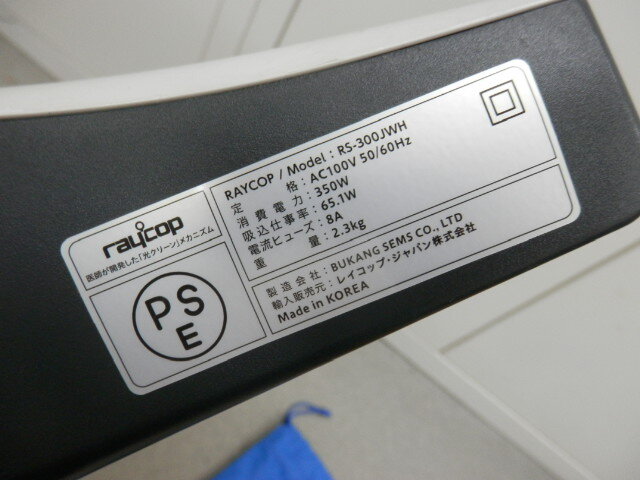 raycop
医師が開発した「光クリーン」メカニズム
PS
E
RAYCOP / Model : RS-300JWH
定格 : AC100V 50/60Hz
消費電力 : 350W
吸込仕事率 : 65.1W
電流ヒューズ : 8A
重量 : 2.3kg
製造会社 : BUKANG SEMS CO., LTD
輸入販売元 : レイコップ・ジャパン株式会社
Made in KOREA